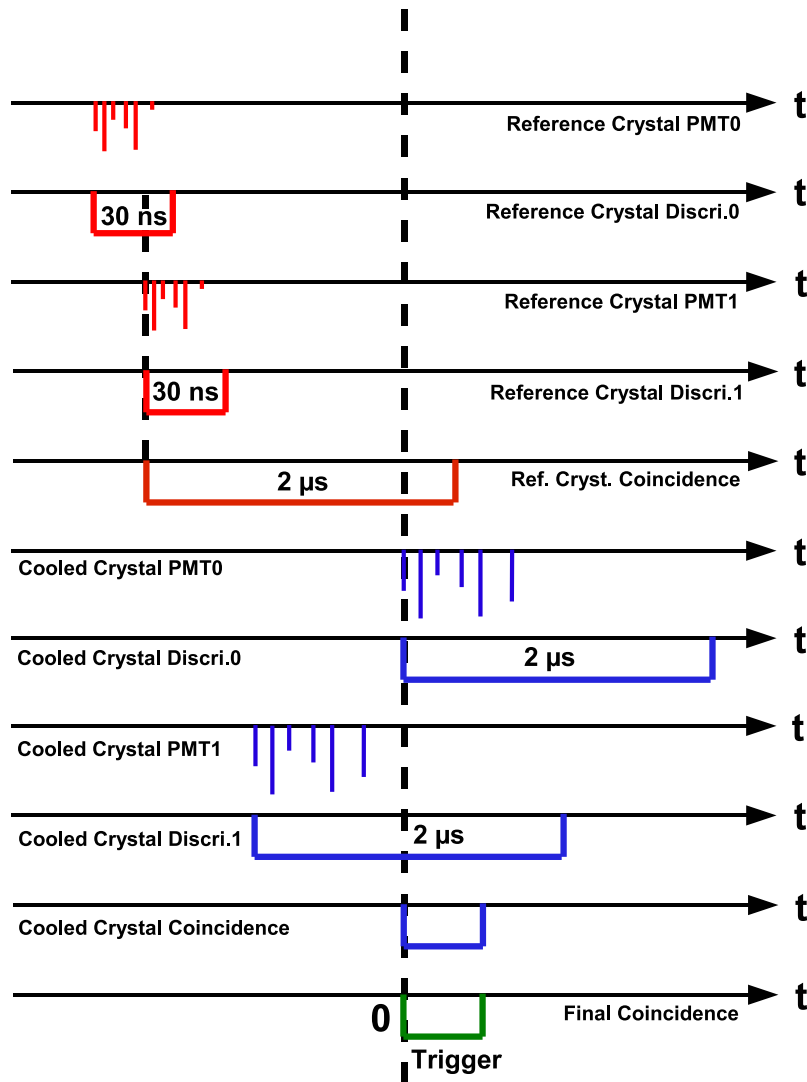 t
Reference Crystal PMT0
30 ns
t
Reference Crystal Discri.0
t
Reference Crystal PMT1
30 ns
t
Reference Crystal Discri.1
t
2 µs
Ref. Cryst. Coincidence
t
Cooled Crystal PMT0
t
Cooled Crystal Discri.0
2 µs
t
Cooled Crystal PMT1
t
Cooled Crystal Discri.1
2 µs
t
Cooled Crystal Coincidence
t
0
Final Coincidence
Trigger